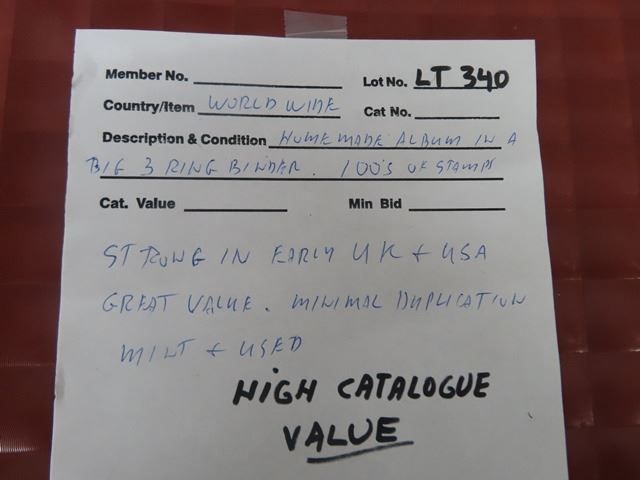 Member No.
Lot No. LT 340
Country/Item WORLD WIDE
Cat No.
Description & Condition HOMEMADE ALBUM IN A
BIG 3 RING BINDER. 100'S OF STAMPS
Cat. Value
Min Bid
STRONG IN EARLY UK + USA
GREAT VALUE. MINIMAL DUPLICATION
MINT + USED
HIGH CATALOGUE
VALUE